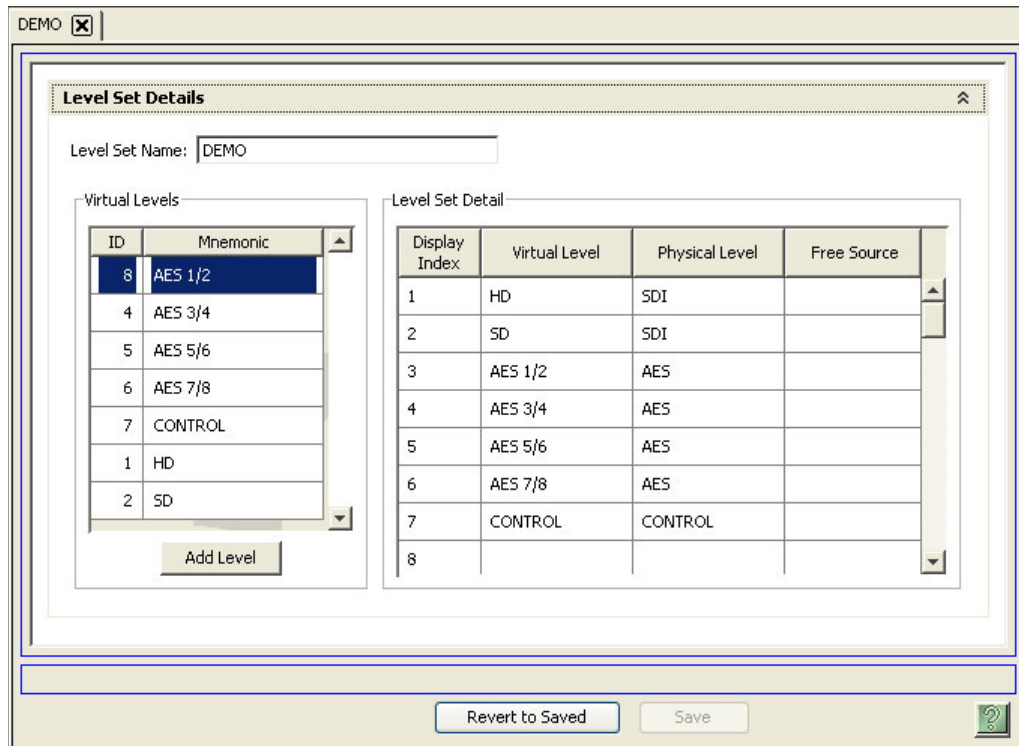 DEMO
Level Set Details
Level Set Name: DEMO
Virtual Levels
ID Mnemonic
8 AES 1/2
4 AES 3/4
5 AES 5/6
6 AES 7/8
7 CONTROL
1 HD
2 SD
Add Level
Level Set Detail
Display Index Virtual Level Physical Level Free Source
1 HD SDI
2 SD SDI
3 AES 1/2 AES
4 AES 3/4 AES
5 AES 5/6 AES
6 AES 7/8 AES
7 CONTROL CONTROL
8
Revert to Saved Save ?